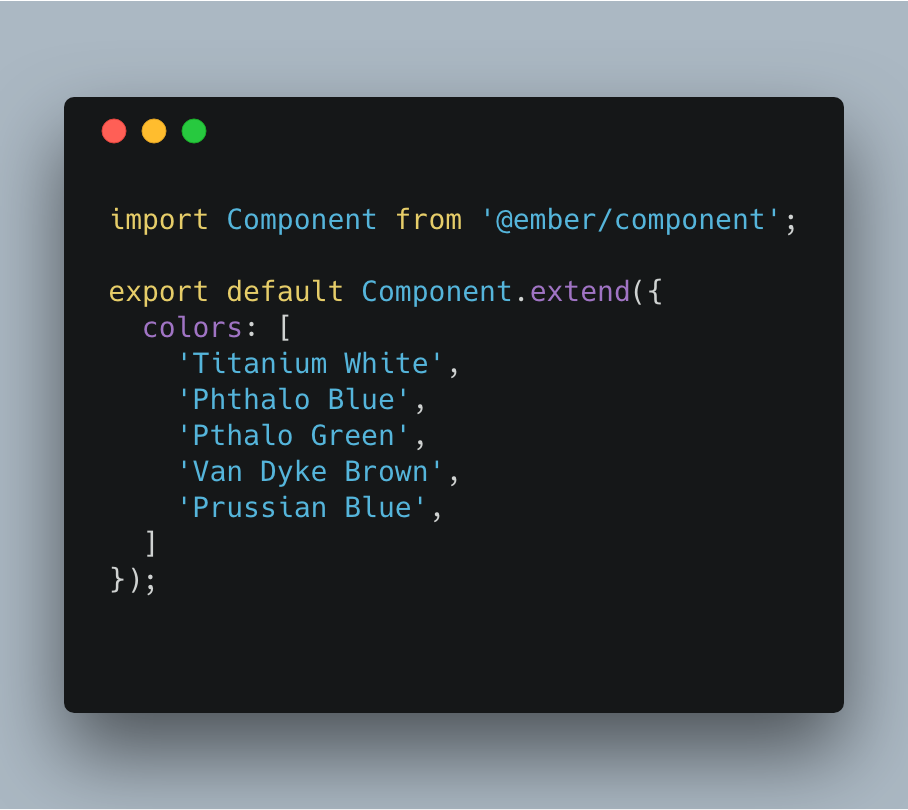 import Component from '@ember/component';

export default Component.extend({
  colors: [
    'Titanium White',
    'Phthalo Blue',
    'Pthalo Green',
    'Van Dyke Brown',
    'Prussian Blue',
  ]
});